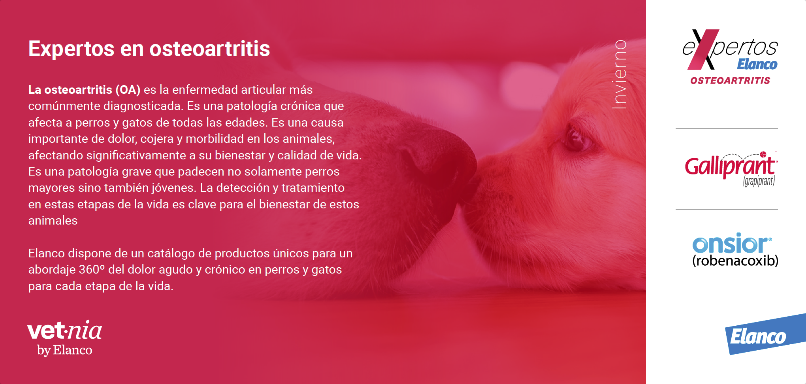 Expertos en osteoartritis
La osteoartritis (OA) es la enfermedad articular más
comúnmente diagnosticada. Es una patología crónica que
afecta a perros y gatos de todas las edades. Es una causa
importante de dolor, cojera y morbilidad en los animales,
afectando significativamente a su bienestar y calidad de vida.
Es una patología grave que padecen no solamente perros
mayores sino también jóvenes. La detección y tratamiento
en estas etapas de la vida es clave para el bienestar de estos
animales
Elanco dispone de un catálogo de productos únicos para un
abordaje 360º del dolor agudo y crónico en perros y gatos
para cada etapa de la vida.
vet·nia
by Elanco
Invierno
eXpertos
Elanco
OSTEOARTRITIS
Galliprant
(grapiprant)
onsior
(robenacoxib)
Elanco